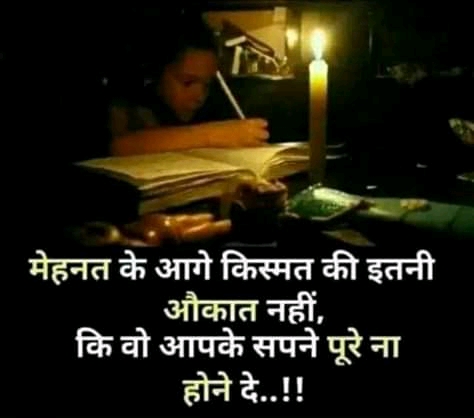 मेहनत के आगे किस्मत की इतनी
औकात नहीं,
कि वो आपके सपने पूरे ना
होने दे..!!